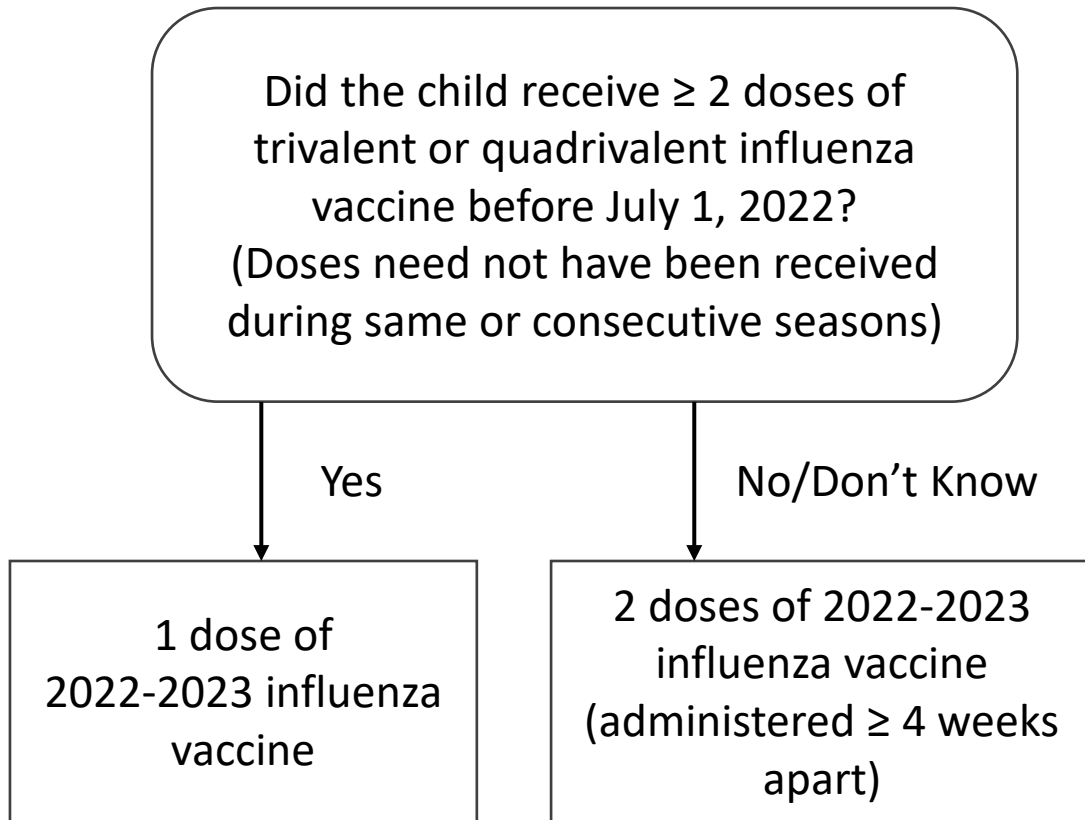 Did the child receive ≥ 2 doses of
trivalent or quadrivalent influenza
vaccine before July 1, 2022?
(Doses need not have been received
during same or consecutive seasons)
Yes
No/Don’t Know
1 dose of
2022-2023 influenza
vaccine
2 doses of 2022-2023
influenza vaccine
(administered ≥ 4 weeks
apart)